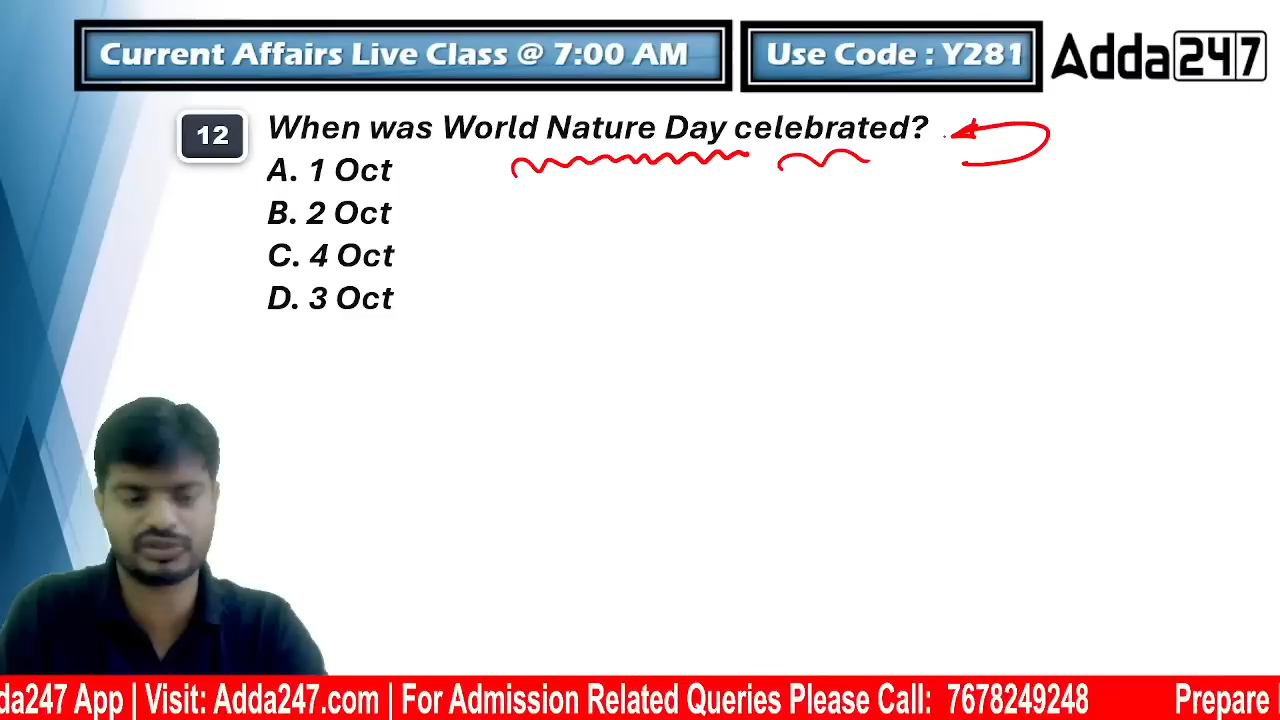 Current Affairs Live Class @ 7:00 AM
Use Code : Y281
Adda247
12
When was World Nature Day celebrated?
A. 1 Oct
B. 2 Oct
C. 4 Oct
D. 3 Oct
da247 App | Visit: Adda247.com | For Admission Related Queries Please Call: 7678249248 Prepare